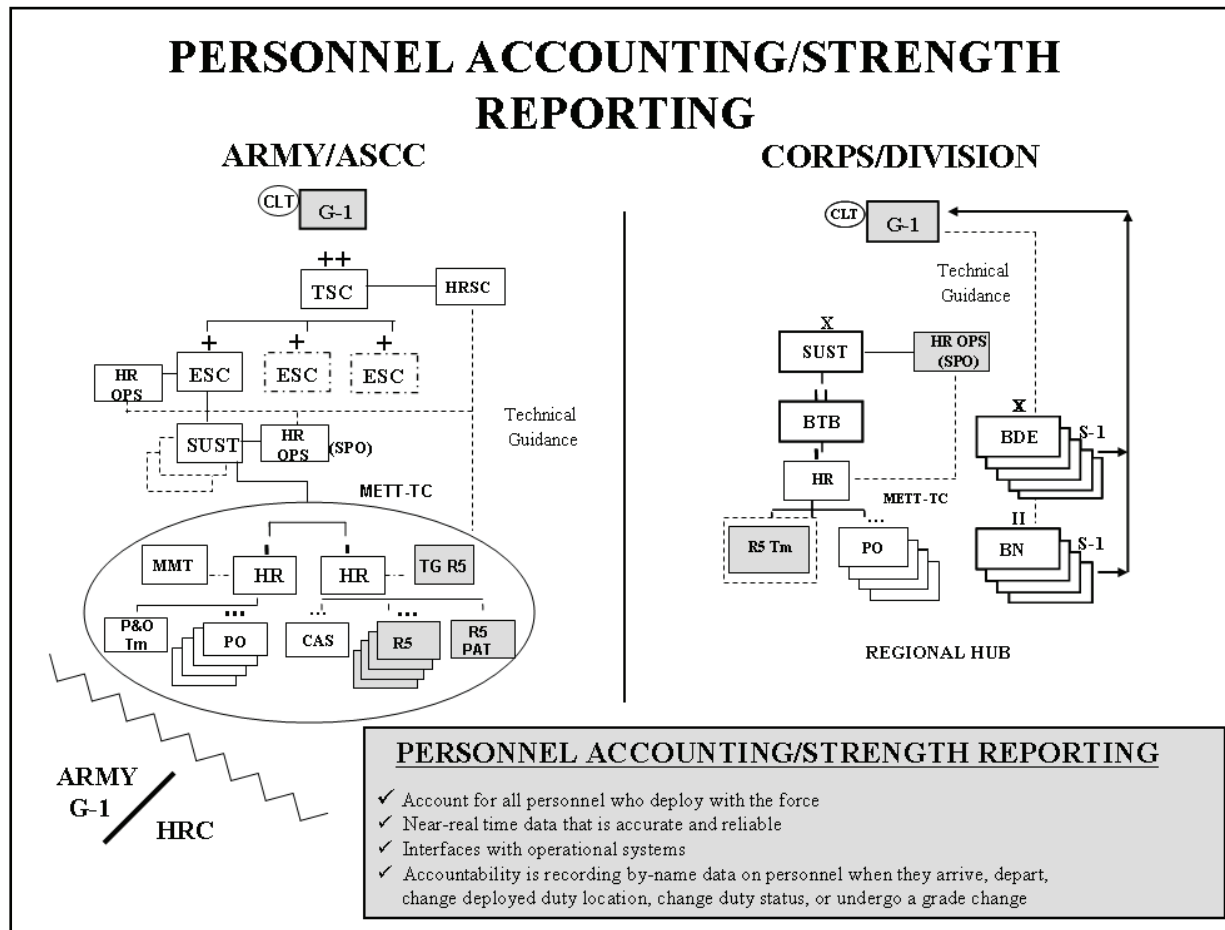 PERSONNEL ACCOUNTING/STRENGTH
REPORTING
ARMY/ASCC
CLT
G-1
++
TSC
HRSC
+
+
+
HR
OPS
ESC
ESC
ESC
Technical
Guidance
SUST
HR
OPS
(SPO)
METT-TC
MMT
HR
HR
TG R5
...
...
...
P&O
Tm
PO
CAS
R5
R5
PAT
ARMY
G-1
HRC
CORPS/DIVISION
CLT
G-1
Technical
Guidance
X
SUST
HR OPS
(SPO)
II
BTB
I
HR
METT-TC
...
R5 Tm
PO
X
BDE
S-1
II
BN
S-1
REGIONAL HUB
PERSONNEL ACCOUNTING/STRENGTH REPORTING
✓ Account for all personnel who deploy with the force
✓ Near-real time data that is accurate and reliable
✓ Interfaces with operational systems
✓ Accountability is recording by-name data on personnel when they arrive, depart,
change deployed duty location, change duty status, or undergo a grade change